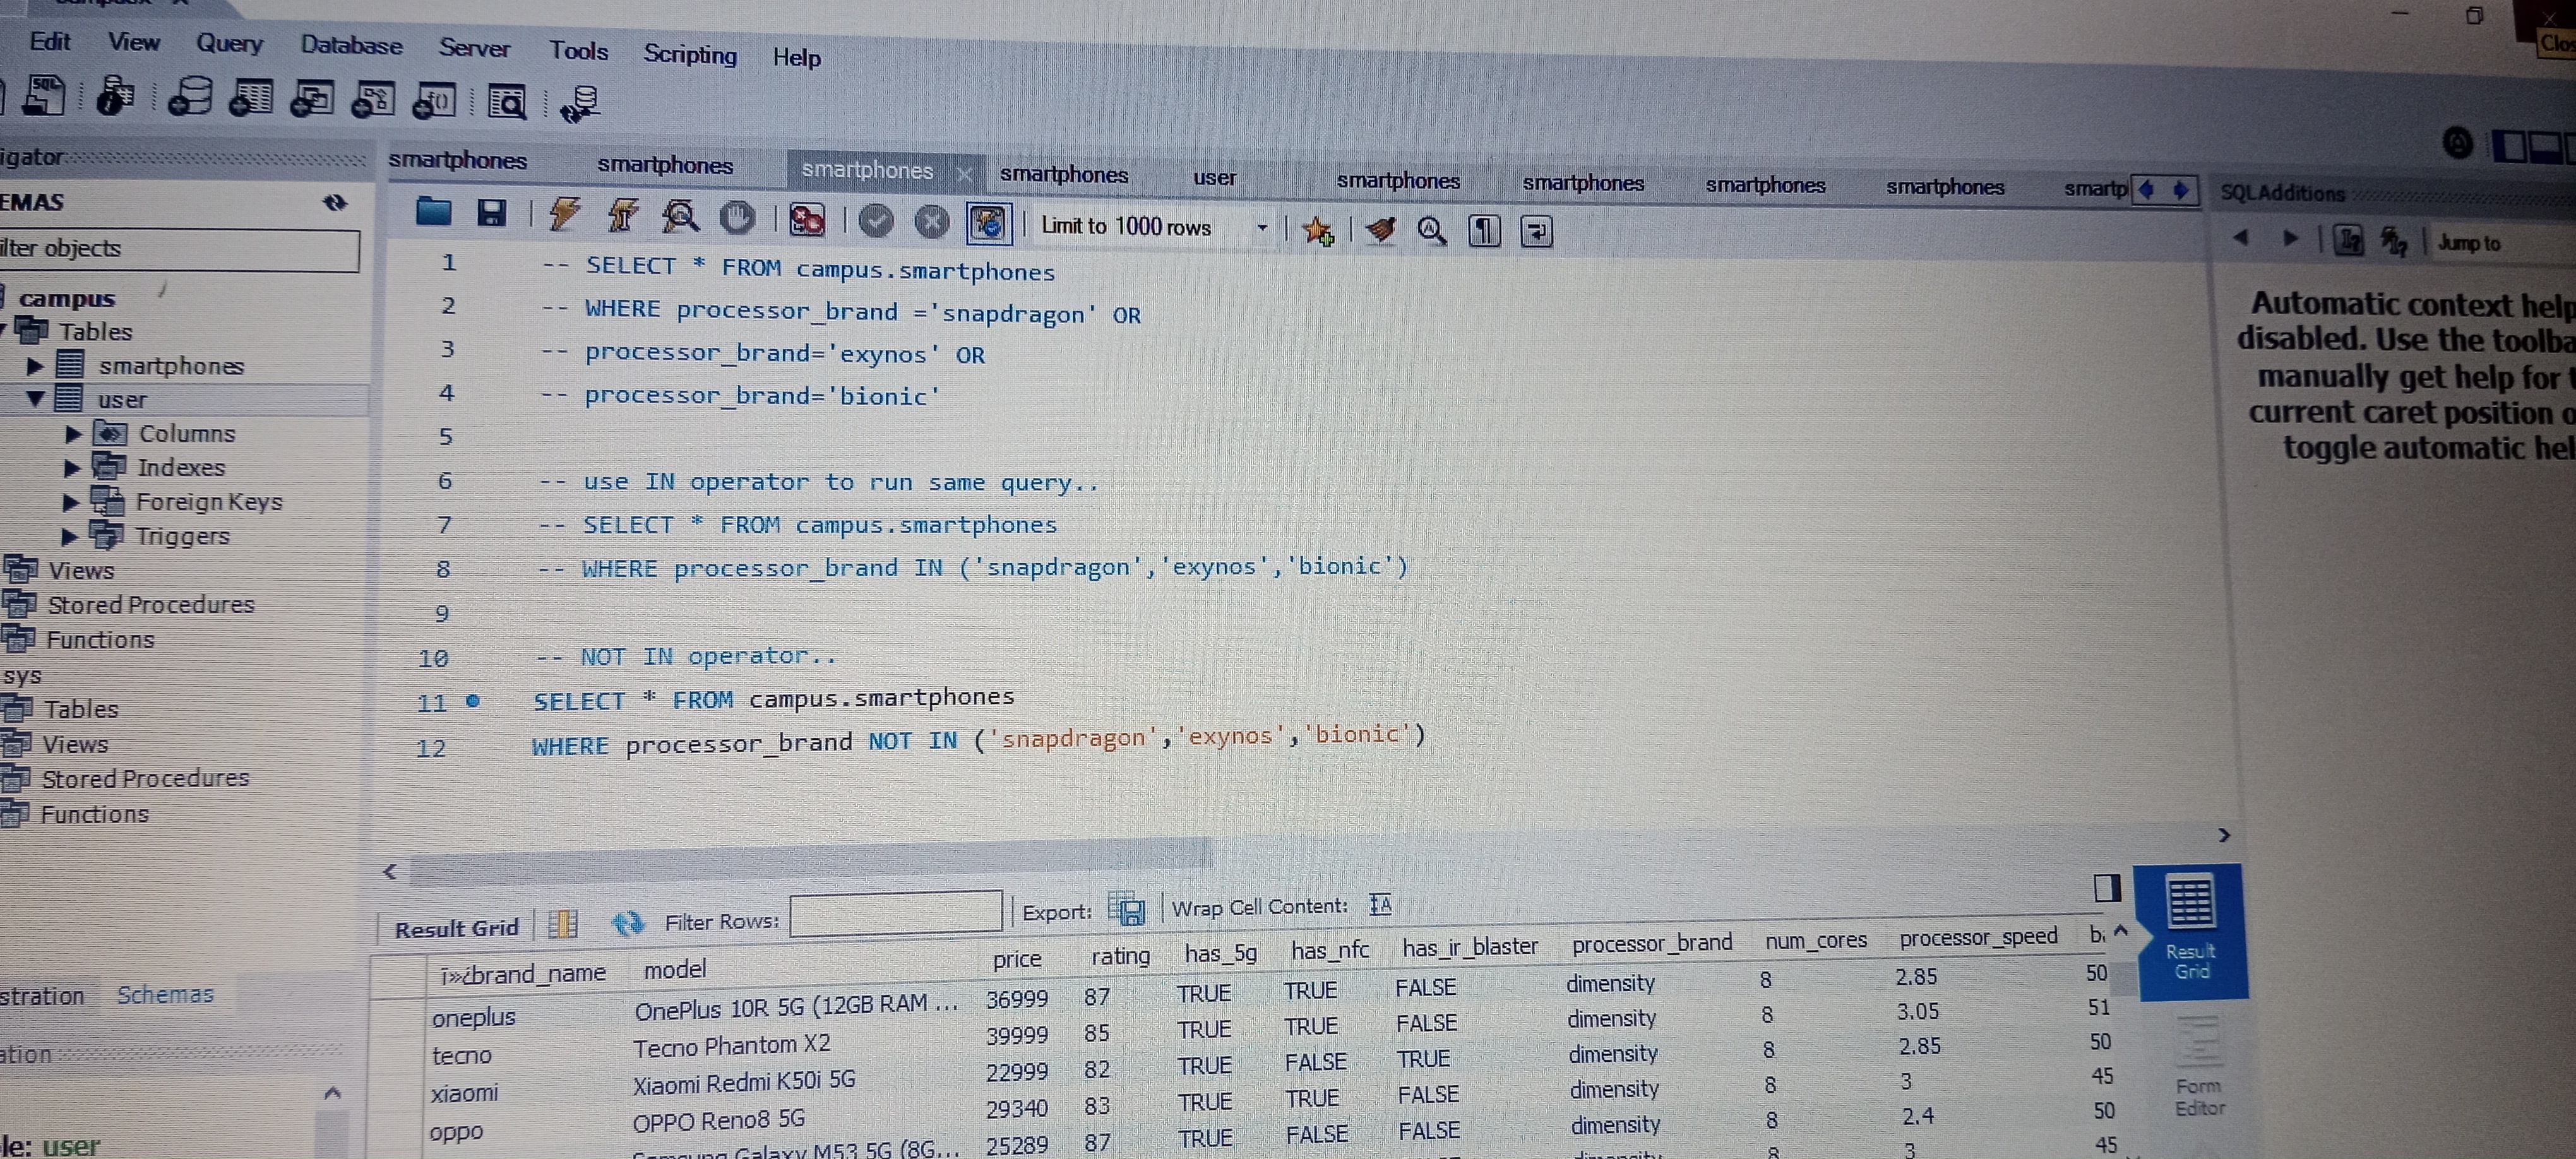 Clos
Edit View Query Database Server Tools Scripting Help
SQL
igator
smartphones smartphones smartphones smartphones user smartphones smartphones smartphones smartphones smartp SQLAdditions
EMAS
Limit to 1000 rows
Jump to
ilter objects
campus
Tables
smartphones
user
Columns
Indexes
Foreign Keys
Triggers
Views
Stored Procedures
Functions
sys
Tables
Views
Stored Procedures
Functions
1 -- SELECT * FROM campus.smartphones
2 -- WHERE processor_brand ='snapdragon' OR
3 -- processor_brand='exynos' OR
4 -- processor_brand='bionic'
5
6 -- use IN operator to run same query..
7 -- SELECT * FROM campus.smartphones
8 -- WHERE processor_brand IN ('snapdragon','exynos','bionic')
9
10 -- NOT IN operator..
11 SELECT * FROM campus.smartphones
12 WHERE processor_brand NOT IN ('snapdragon','exynos','bionic')
Automatic context help
disabled. Use the toolba
manually get help for t
current caret position o
toggle automatic hel
Result Grid Filter Rows: Export: Wrap Cell Content:
ï»¿brand_name model price rating has_5g has_nfc has_ir_blaster processor_brand num_cores processor_speed
oneplus OnePlus 10R 5G (12GB RAM ... 36999 87 TRUE TRUE FALSE dimensity 8 2.85 50
tecno Tecno Phantom X2 39999 85 TRUE TRUE FALSE dimensity 8 3.05 51
xiaomi Xiaomi Redmi K50i 5G 22999 82 TRUE FALSE TRUE dimensity 8 2.85 50
oppo OPPO Reno8 5G 29340 83 TRUE TRUE FALSE dimensity 8 3 45
Samsung Galaxy M53 5G (8G... 25289 87 TRUE FALSE FALSE dimensity 8 2.4 50
dimensity 8 3 45
Result
Grid
Form
Editor
stration Schemas
ation
le: user